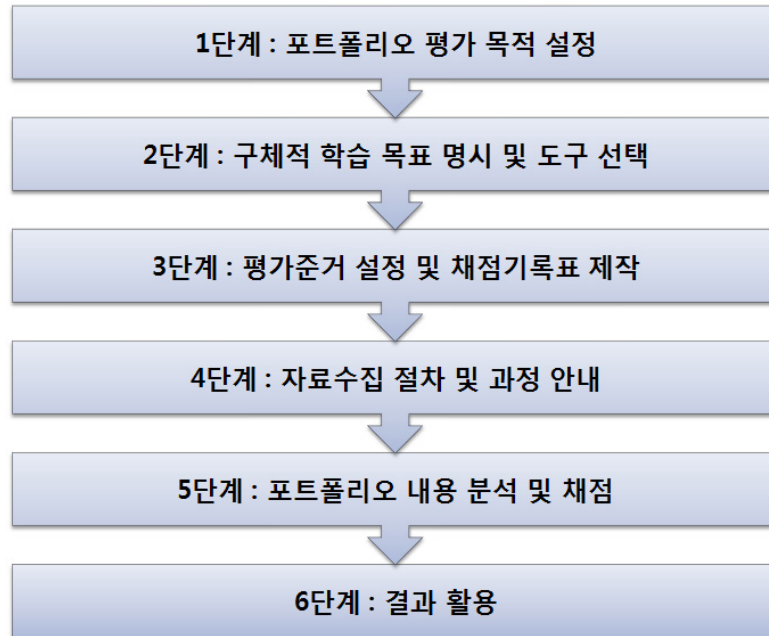 1단계 : 포트폴리오 평가 목적 설정
2단계 : 구체적 학습 목표 명시 및 도구 선택
3단계 : 평가준거 설정 및 채점기록표 제작
4단계 : 자료수집 절차 및 과정 안내
5단계 : 포트폴리오 내용 분석 및 채점
6단계 : 결과 활용